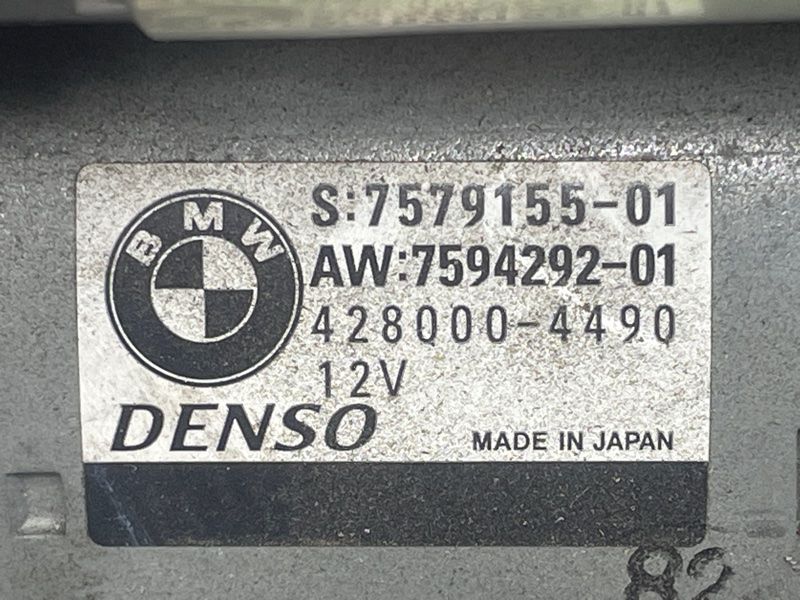 BMW
S:7579155-01
AW:7594292-01
428000-4490
12V
DENSO
MADE IN JAPAN
82